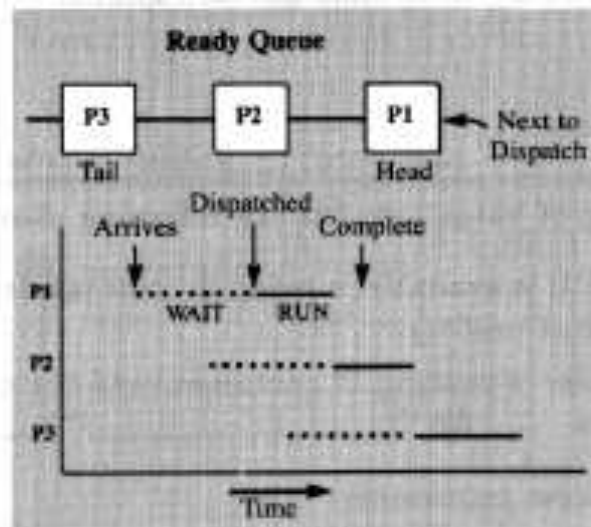 Ready Queue
P3 P2 P1
Next to
Dispatch
Tail Head
Dispatched
Arrives Complete
P1
WAIT RUN
P2
P3
Time